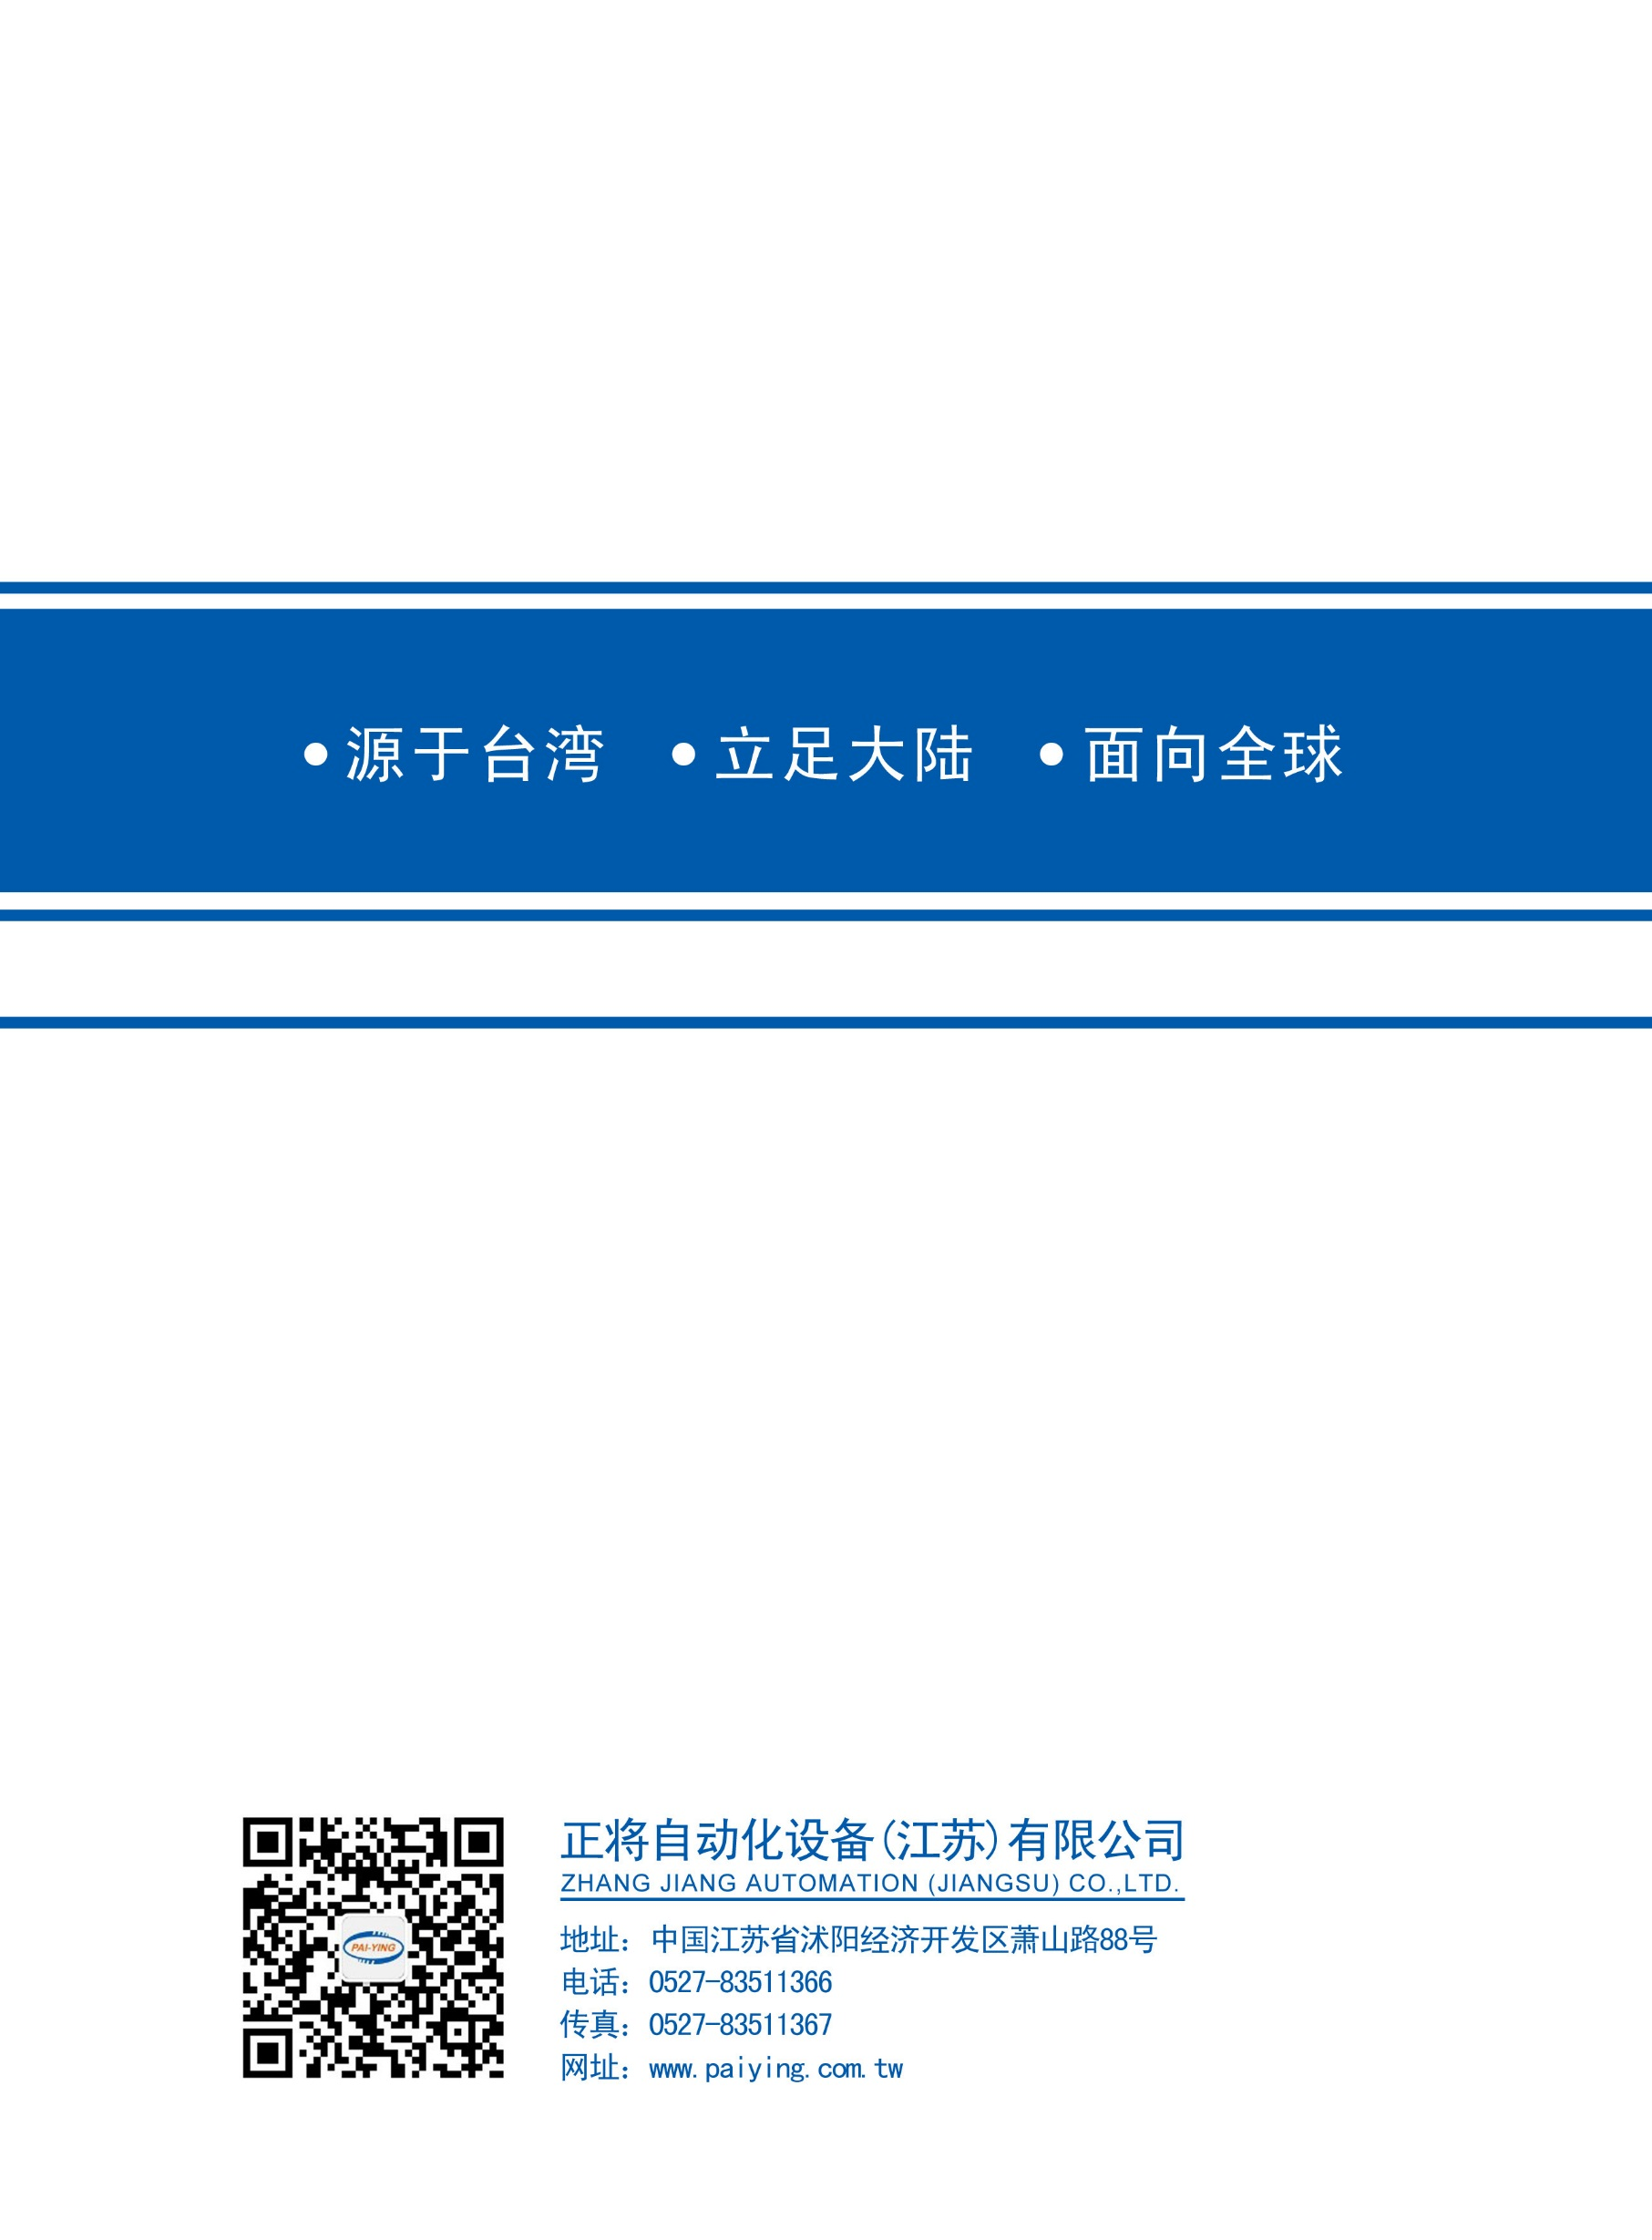 •源于台湾 •立足大陆 •面向全球
PAI-YING
正将自动化设备(江苏)有限公司
ZHANG JIANG AUTOMATION (JIANGSU) CO.,LTD.
地址：中国江苏省沭阳经济开发区萧山路88号
电话：0527-83511366
传真：0527-83511367
网址：www.paiying.com.tw